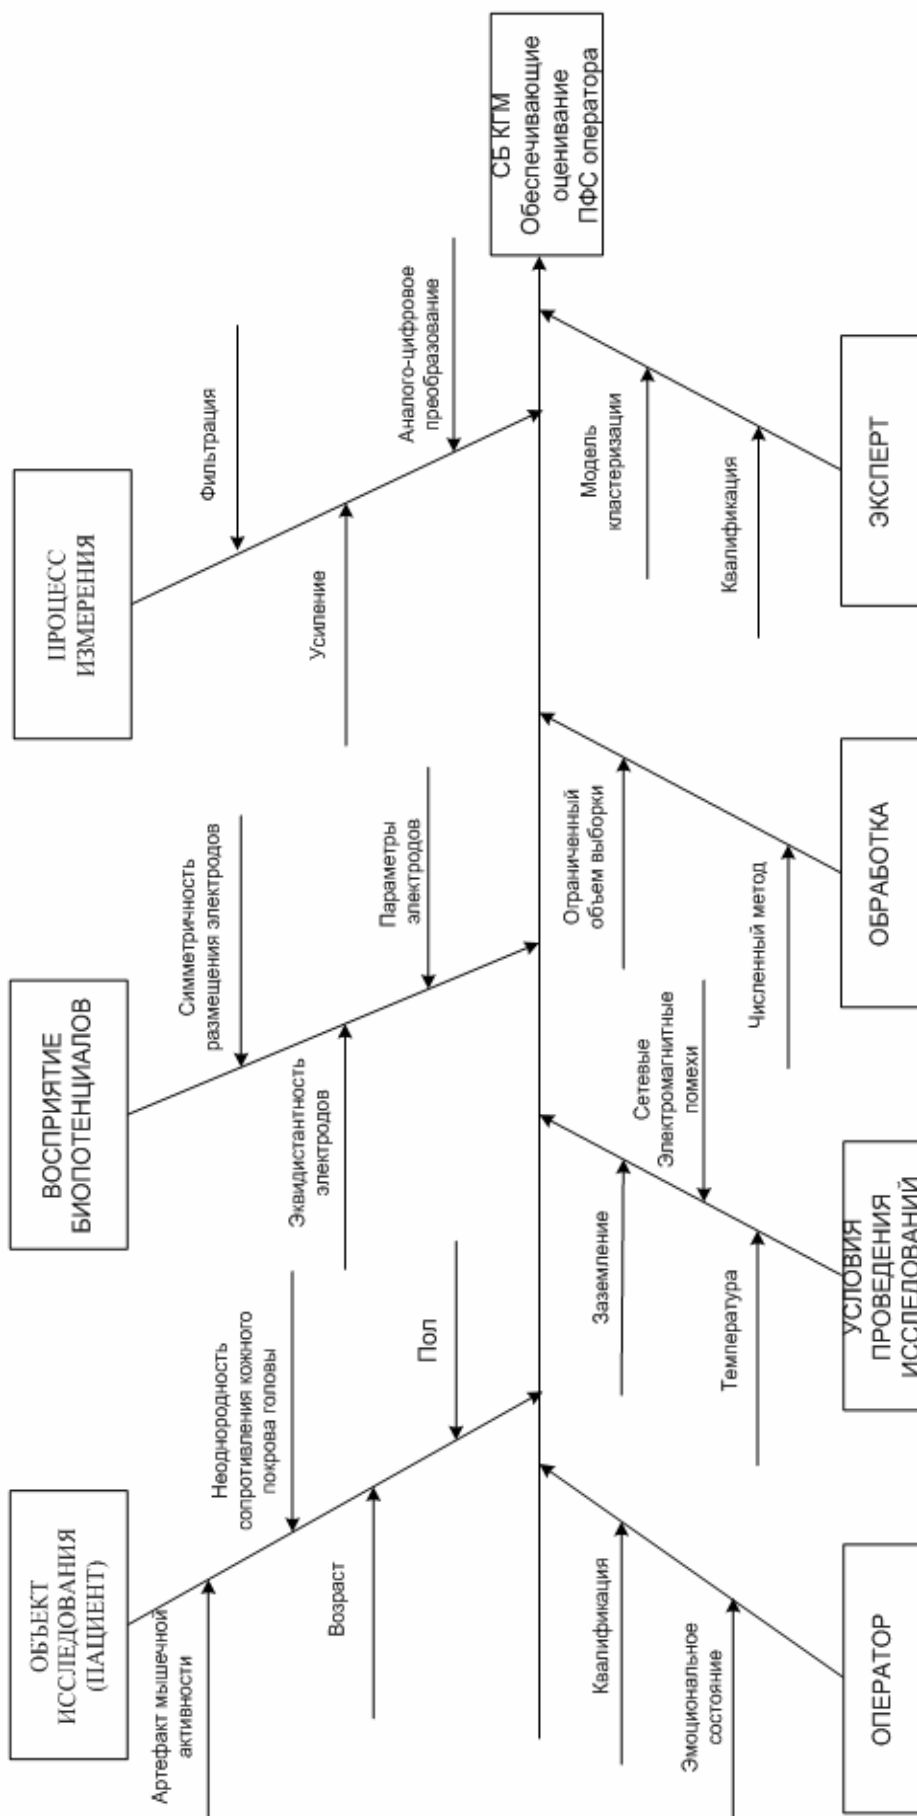 ОБЪЕКТ
ИССЛЕДОВАНИЯ
(ПАЦИЕНТ)
Артефакт мышечной
активности
Неоднородность
сопротивления кожного
покрова головы
Возраст
Пол
ВОСПРИЯТИЕ
БИОПОТЕНЦИАЛОВ
Симметричность
размещения электродов
Эквидистантность
электродов
Параметры
электродов
ПРОЦЕСС
ИЗМЕРЕНИЯ
Фильтрация
Усиление
Аналого-цифровое
преобразование
СБ КГМ
Обеспечивающие
оценивание
ПФС оператора
Квалификация
Эмоциональное
состояние
ОПЕРАТОР
Заземление
Сетевые
Электромагнитные
помехи
Температура
УСЛОВИЯ
ПРОВЕДЕНИЯ
ИССЛЕДОВАНИЙ
Ограниченный
объем выборки
Численный метод
ОБРАБОТКА
Модель
кластеризации
Квалификация
ЭКСПЕРТ